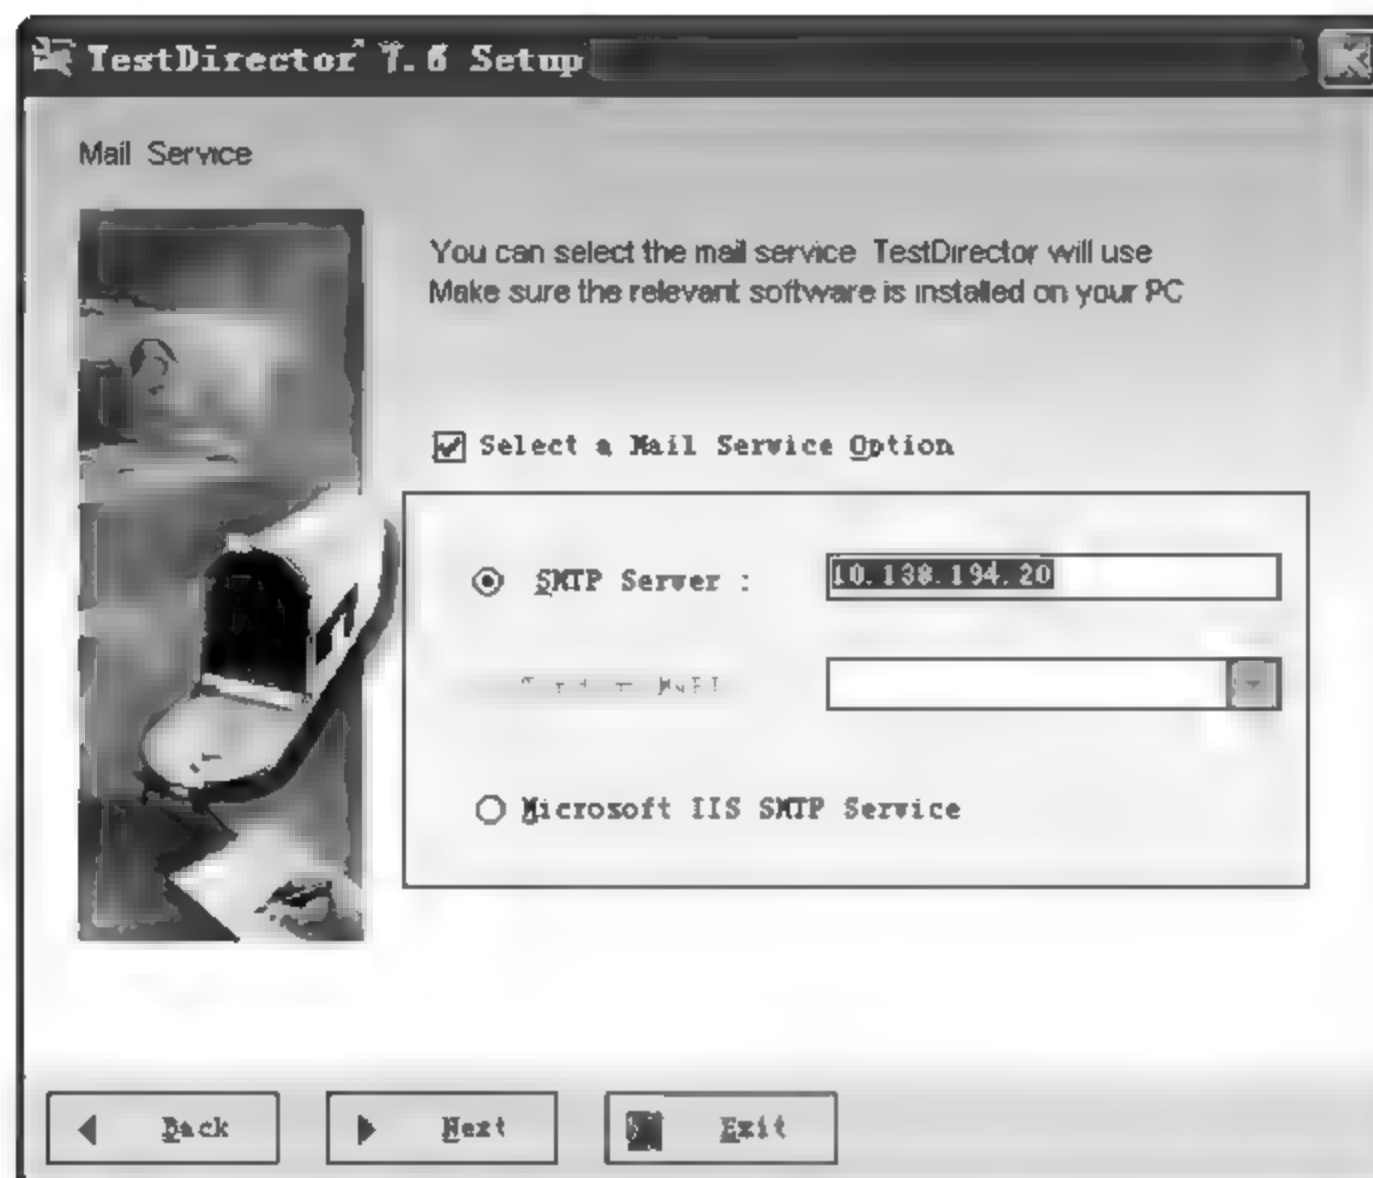 TestDirector 7.6 Setup
Mail Service
You can select the mail service TestDirector will use
Make sure the relevant software is installed on your PC
Select a Mail Service Option
SMTP Server :
10.138.194.20
Microsoft IIS SMTP Service
Back
Next
Exit